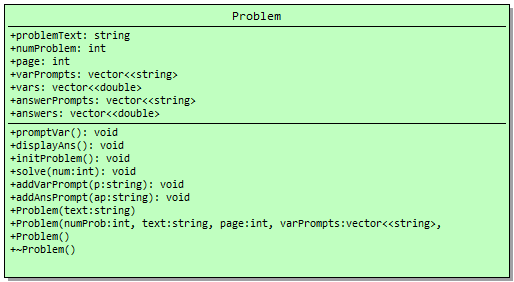 Problem
+problemText: string
+numProblem: int
+page: int
+varPrompts: vector<<string>
+vars: vector<<double>
+answerPrompts: vector<<string>
+answers: vector<<double>
+promptVar(): void
+displayAns(): void
+initProblem(): void
+solve(num:int): void
+addVarPrompt(p:string): void
+addAnsPrompt(ap:string): void
+Problem(text:string)
+Problem(numProb:int, text:string, page:int, varPrompts:vector<<string>,
+Problem()
+~Problem()